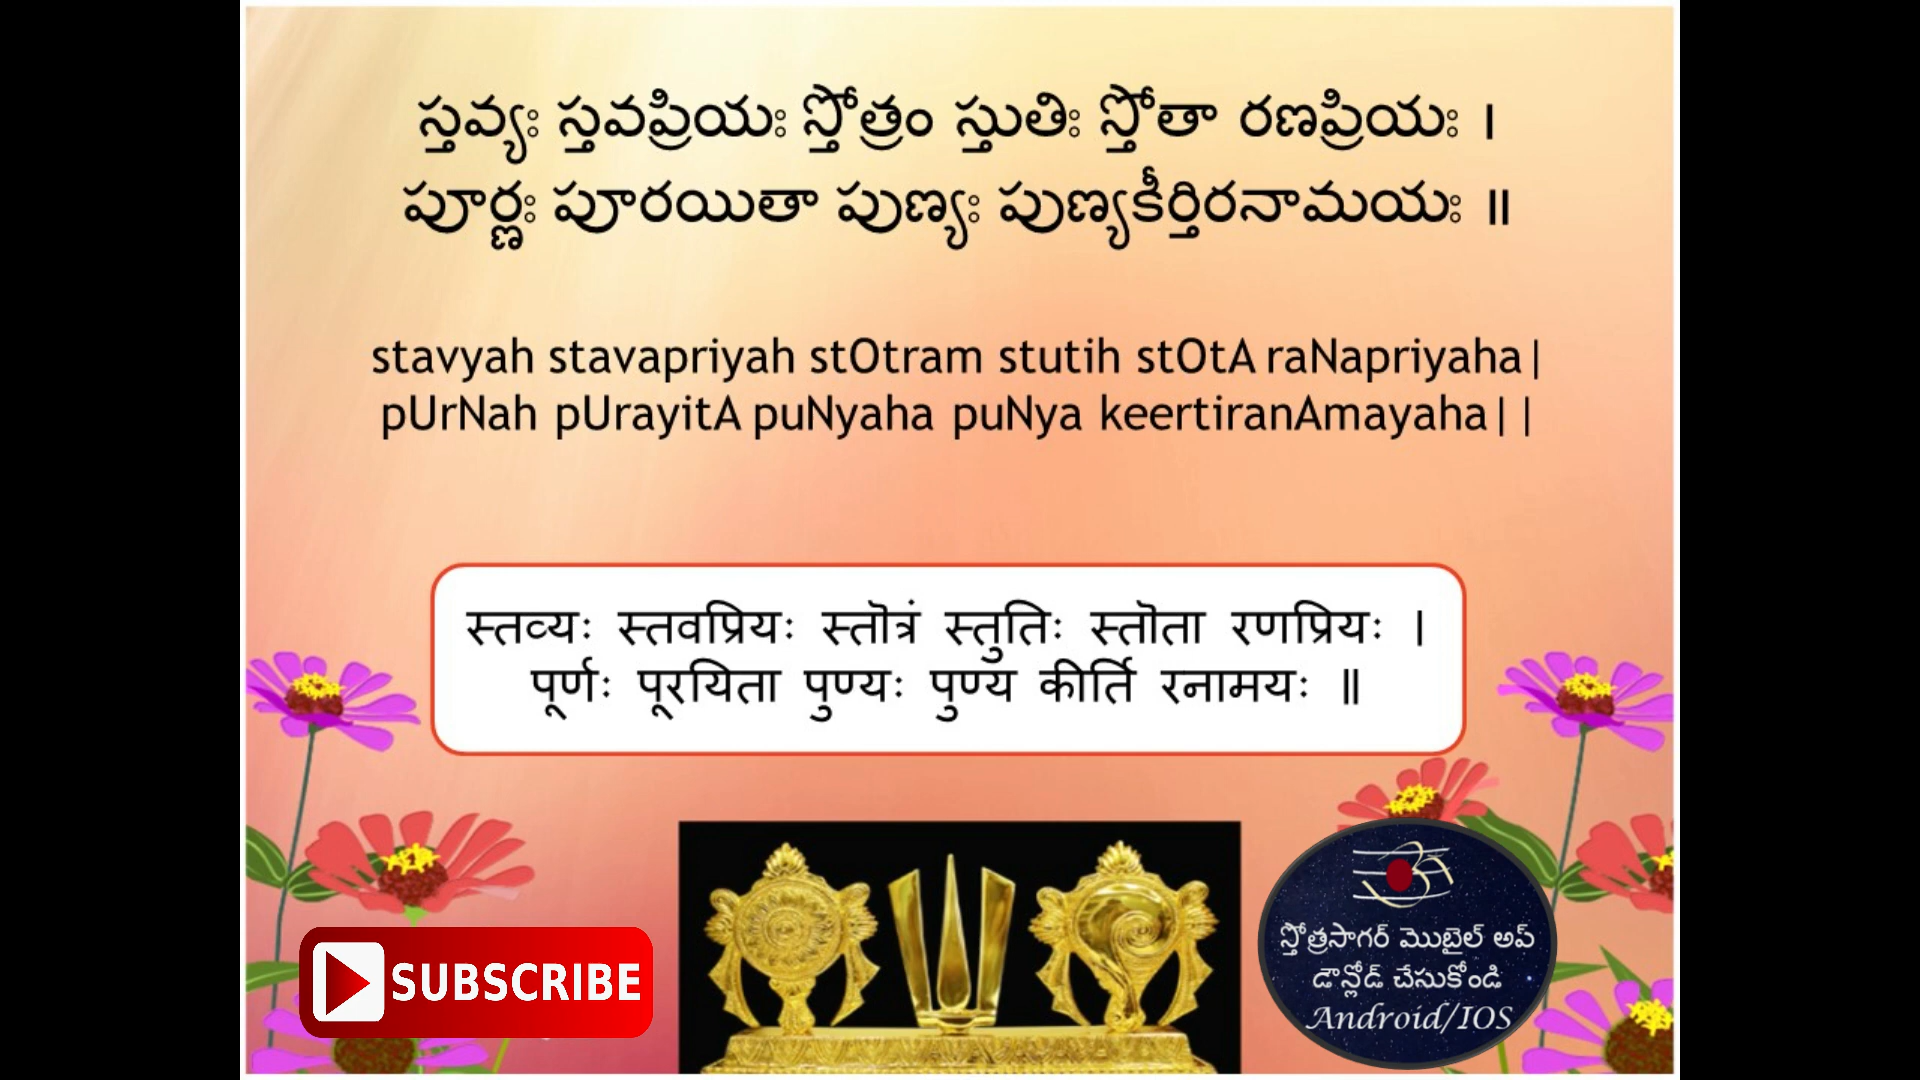 స్తవ్యః స్తవప్రియః స్తోత్రం స్తుతిః స్తోతా రణప్రియః ।
పూర్ణః పూరయితా పుణ్యః పుణ్యకీర్తిరనామయః ॥
stavyah stavapriyah stOtram stutih stOtA raNapriyaha|
pUrNah pUrayitA puNyaha puNya keertiranAmayaha||
स्तव्यः स्तवप्रियः स्तॊत्रं स्तुतिः स्तॊता रणप्रियः ।
पूर्णः पूरयिता पुण्यः पुण्य कीर्ति रनामयः ॥
SUBSCRIBE
స్తోత్రసాగర్ మొబైల్ అప్
డౌన్లోడ్ చేసుకోండి
Android/IOS